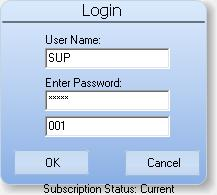 Login
User Name:
SUP
Enter Password:
*****
001
OK Cancel
Subscription Status: Current